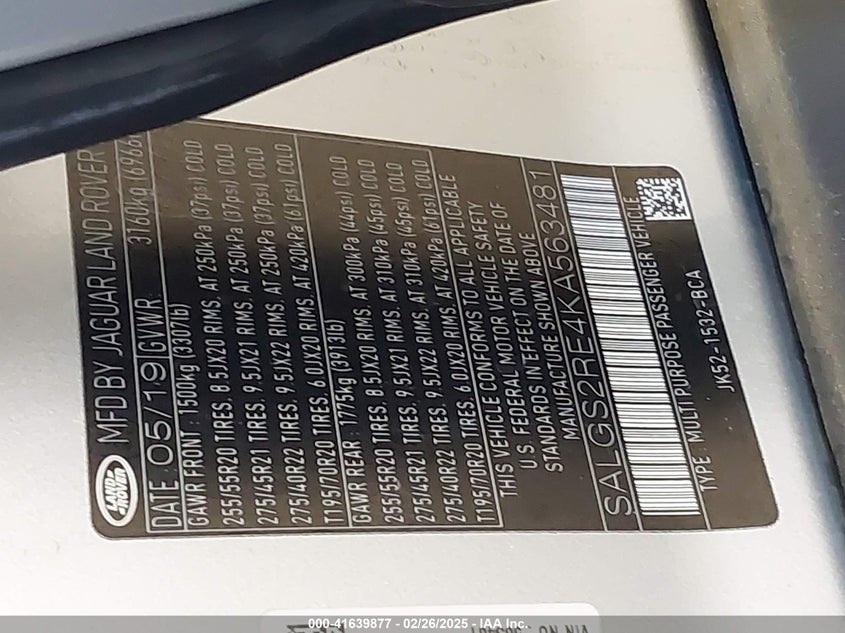 LAND ROVER
MFD BY JAGUAR LAND ROVER
DATE 05/19 GVWR 3160kg (6966
GAWR FRONT : 1500kg (3307lb)
255/55R20 TIRES. 8.5JX20 RIMS. AT 250kPa (37psi) COLD
275/45R21 TIRES. 9.5JX21 RIMS. AT 250kPa (37psi) COLD
275/40R22 TIRES. 9.5JX22 RIMS. AT 250kPa (37psi) COLD
T195/70R20 TIRES. 6.0JX20 RIMS. AT 420kPa (61psi) COLD
GAWR REAR : 1775kg (3913lb)
255/55R20 TIRES. 8.5JX20 RIMS. AT 300kPa (44psi) COLD
275/45R21 TIRES. 9.5JX21 RIMS. AT 310kPa (45psi) COLD
275/40R22 TIRES. 9.5JX22 RIMS. AT 310kPa (45psi) COLD
T195/70R20 TIRES. 6.0JX20 RIMS. AT 420kPa (61psi) COLD
THIS VEHICLE CONFORMS TO ALL APPLICABLE
U.S. FEDERAL MOTOR VEHICLE SAFETY
STANDARDS IN EFFECT ON THE DATE OF
MANUFACTURE SHOWN ABOVE
SALGS2RE4KA563481
TYPE MULTI PURPOSE PASSENGER VEHICLE
JK52-1532-BCA
VIN NO
000-41639877 - 02/26/2025 - IAA Inc.